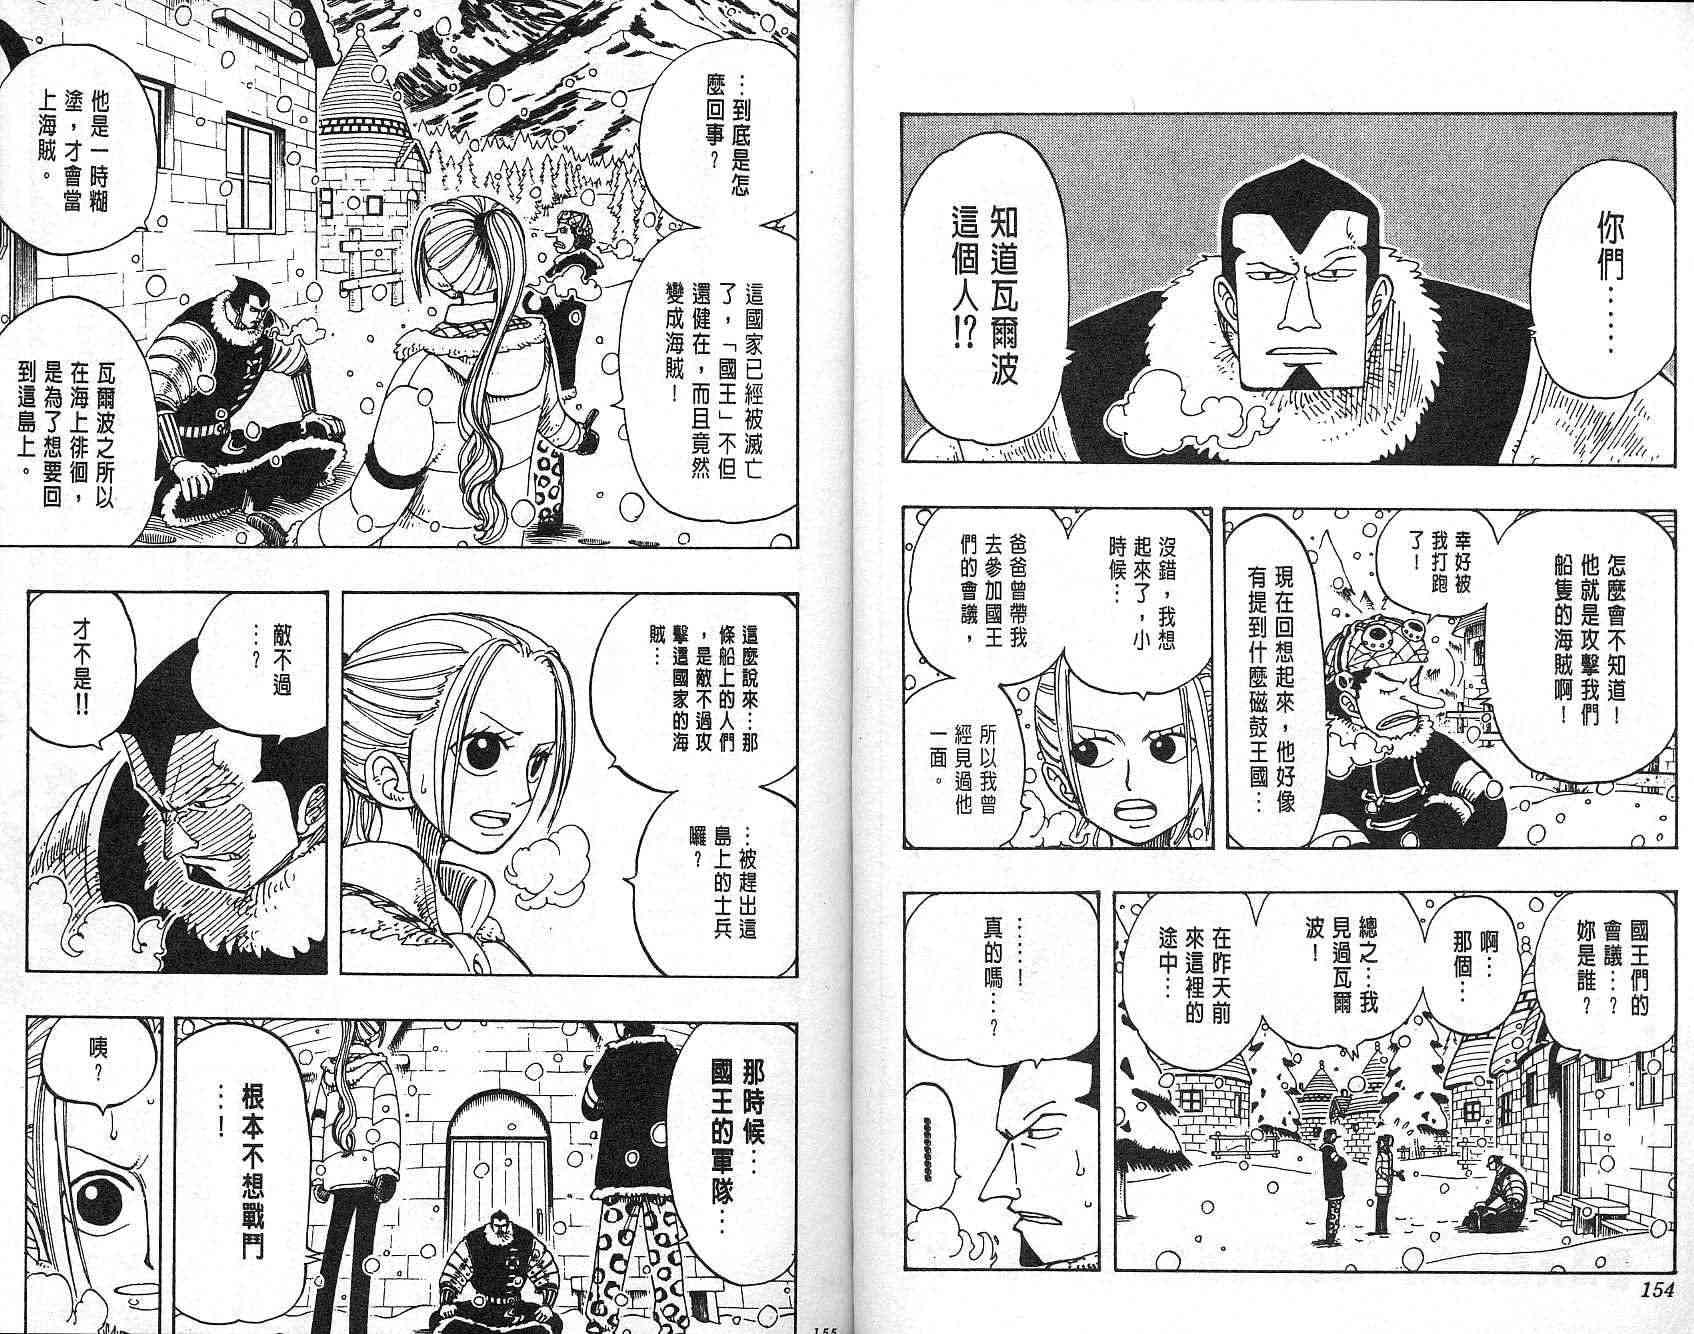 你們……
知道瓦爾波
這個人!?
怎麼會不知道！
他就是攻擊我們
船隻的海賊啊！
幸好被
我打跑
了！
現在回想起來，他好像
有提到什麼磁鼓王國…
沒錯，我想
起來了，小
時候…
爸爸曾帶我
去參加國王
們的會議，
所以我曾
經見過他
一面。
國王們的
會議…？
妳是誰？
啊…
那個…
總之…我
見過瓦爾
波！
在昨天前
來這裡的
途中…
……！
真的嗎…？
………
154
…到底是怎
麼回事？
這國家已經被滅亡
了，「國王」不但
還健在，而且竟然
變成海賊！
他是一時糊
塗，才會當
上海賊。
瓦爾波之所以
在海上徘徊，
是為了想要回
到這島上。
這麼說來…那
條船上的人們
，是敵不過攻
擊這國家的海
賊…
…被趕出這
島上的士兵
囉？
敵不過
…？
才不是!!
那時候…
國王的軍隊…
根本不想戰鬥
…！
咦？
155